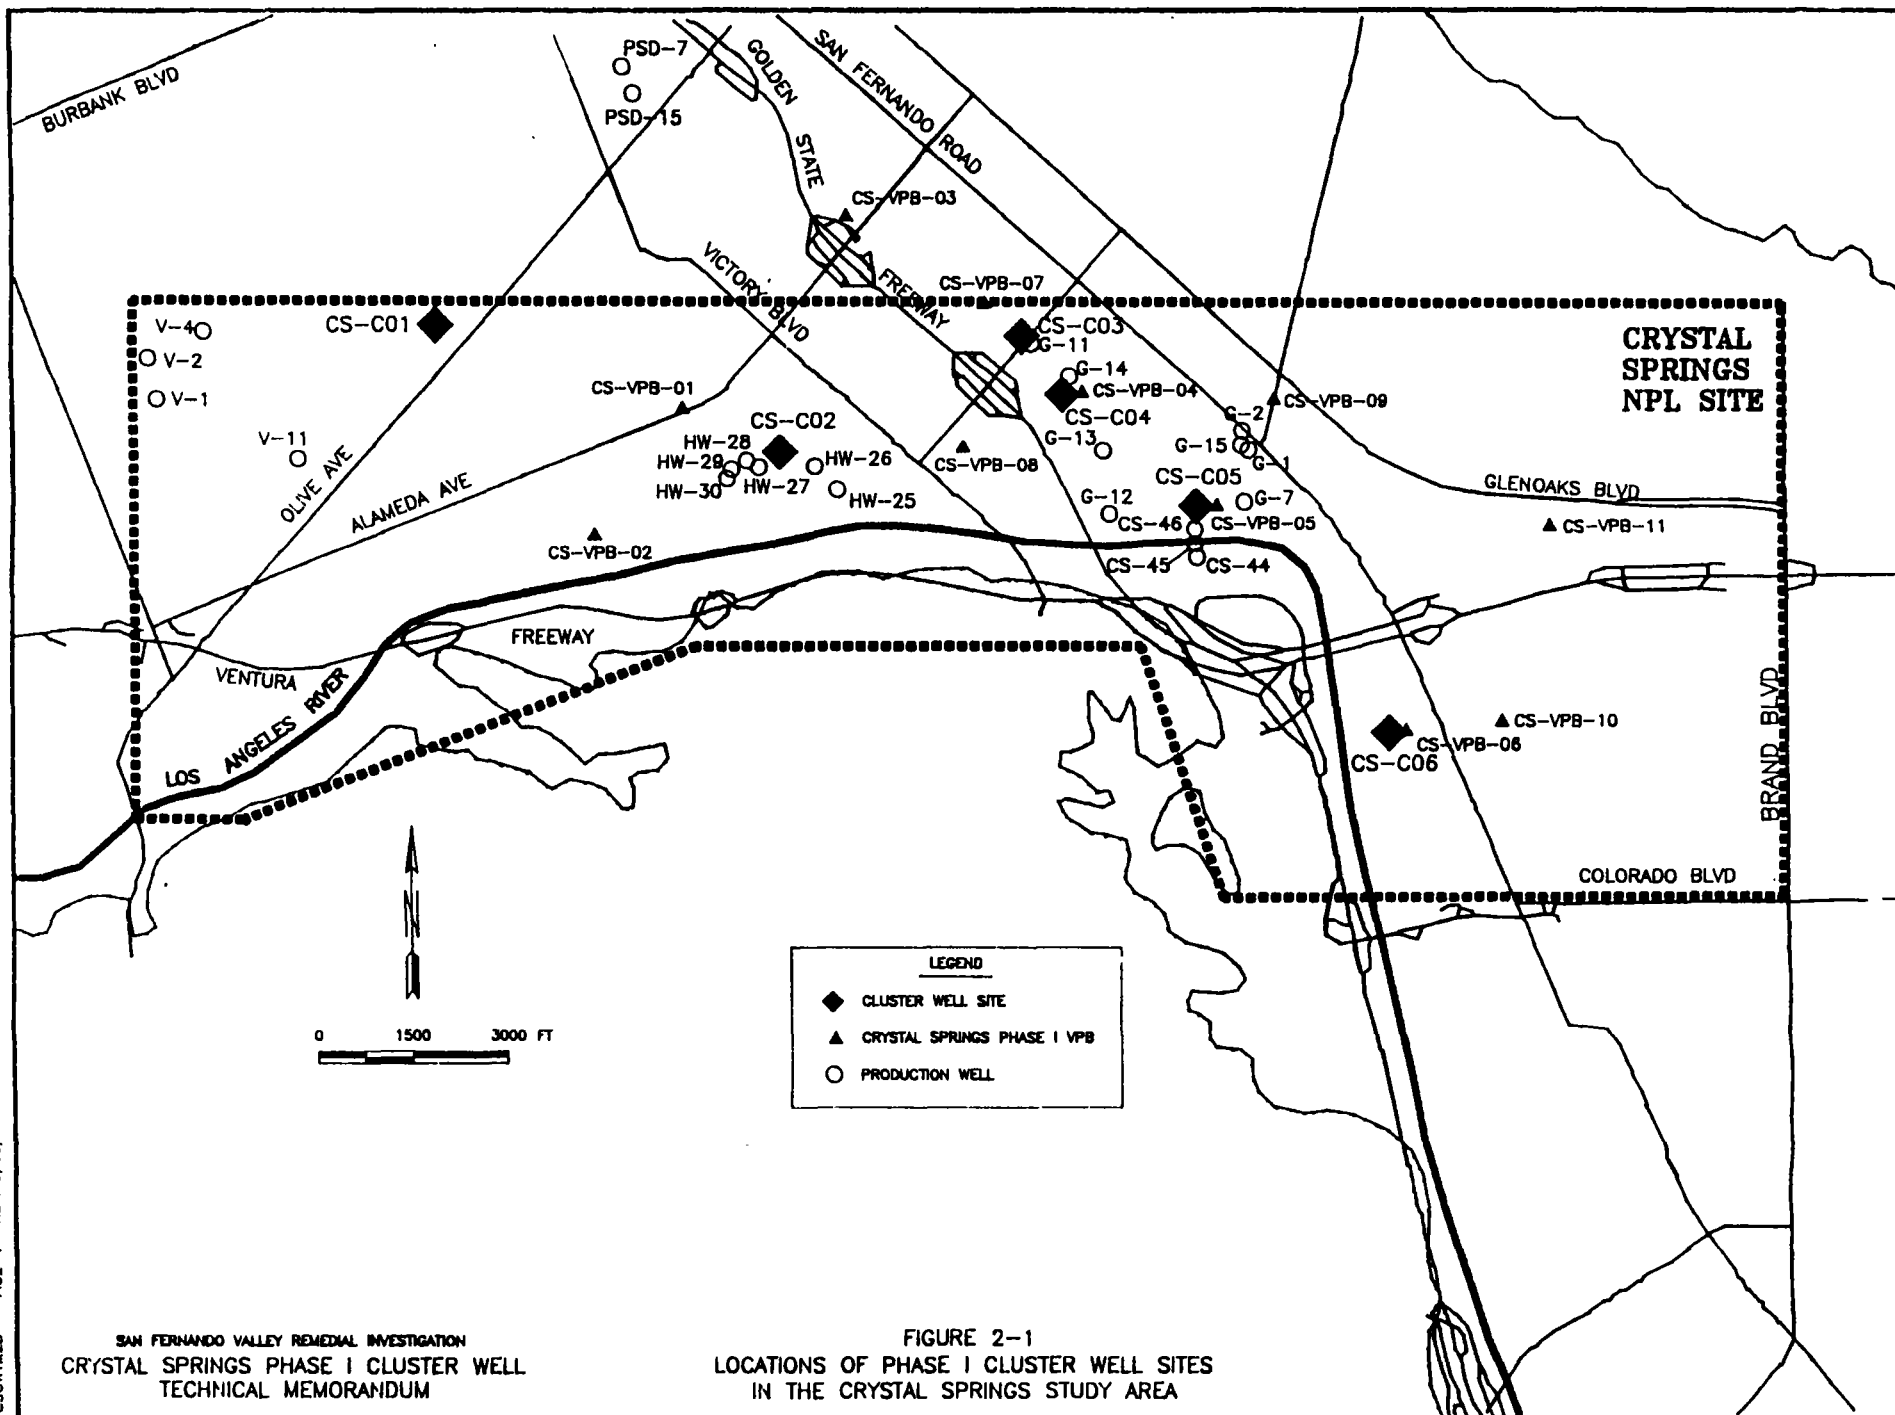 PSD-7
PSD-15
BURBANK BLVD
GOLDEN
STATE
FREEWAY
SAN FERNANDO ROAD
CS-VPB-03
VICTORY BLVD
CS-VPB-07
V-4
V-2
V-1
V-11
CS-C01
CS-C03
G-11
G-14
CS-VPB-04
CS-C04
CRYSTAL
SPRINGS
NPL SITE
CS-VPB-01
CS-VPB-09
CS-C02
G-2
G-13
G-15
G-1
HW-28
HW-29
HW-30
HW-27
HW-26
HW-25
CS-VPB-08
OLIVE AVE
ALAMEDA AVE
CS-C05
G-7
G-12
CS-46
CS-VPB-05
CS-45
CS-44
GLENOAKS BLVD
CS-VPB-11
CS-VPB-02
VENTURA
FREEWAY
LOS ANGELES RIVER
CS-VPB-10
CS-VPB-06
CS-C06
BRAND BLVD
COLORADO BLVD
N
0 1500 3000 FT
LEGEND
CLUSTER WELL SITE
CRYSTAL SPRINGS PHASE I VPB
PRODUCTION WELL
SAN FERNANDO VALLEY REMEDIAL INVESTIGATION
CRYSTAL SPRINGS PHASE I CLUSTER WELL
TECHNICAL MEMORANDUM
FIGURE 2-1
LOCATIONS OF PHASE I CLUSTER WELL SITES
IN THE CRYSTAL SPRINGS STUDY AREA